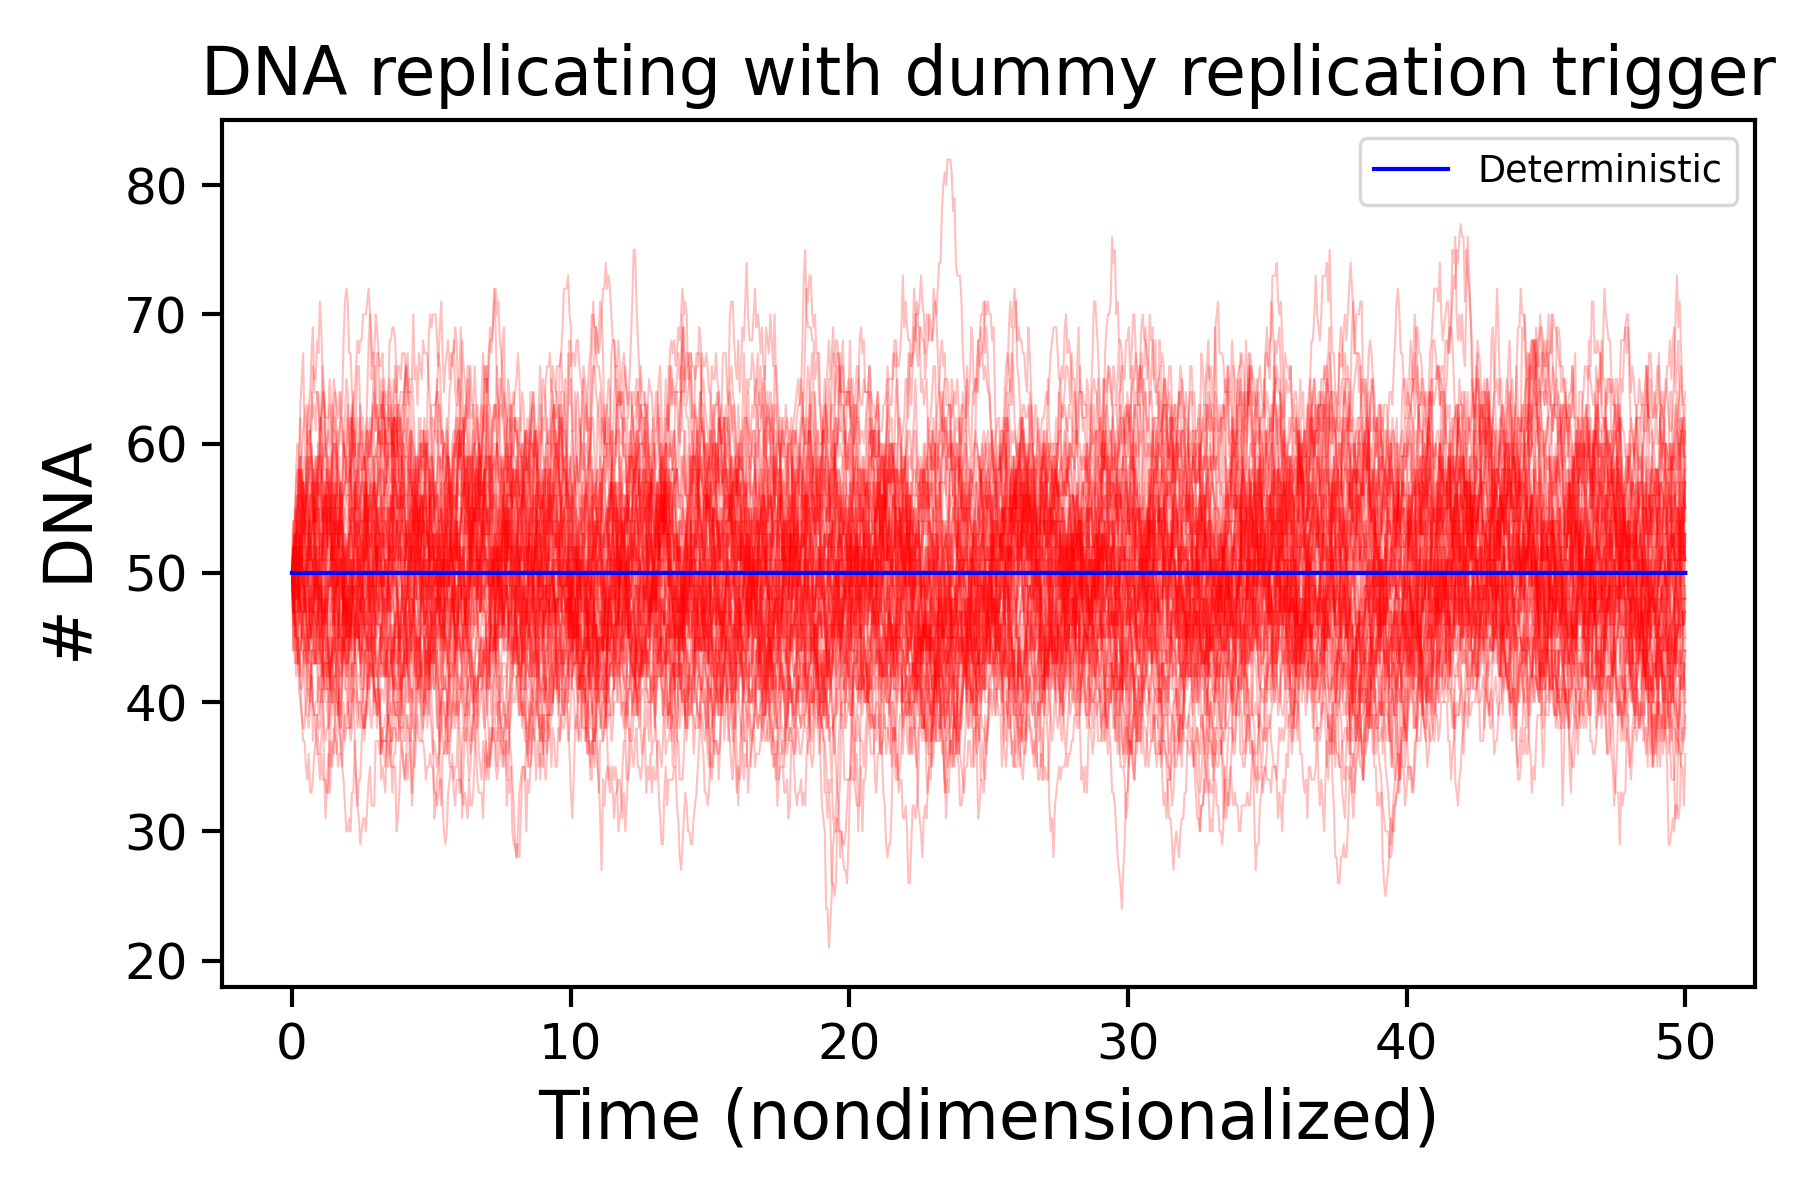 DNA replicating with dummy replication trigger
Deterministic
80
70
60
50
40
30
20
# DNA
0 10 20 30 40 50
Time (nondimensionalized)